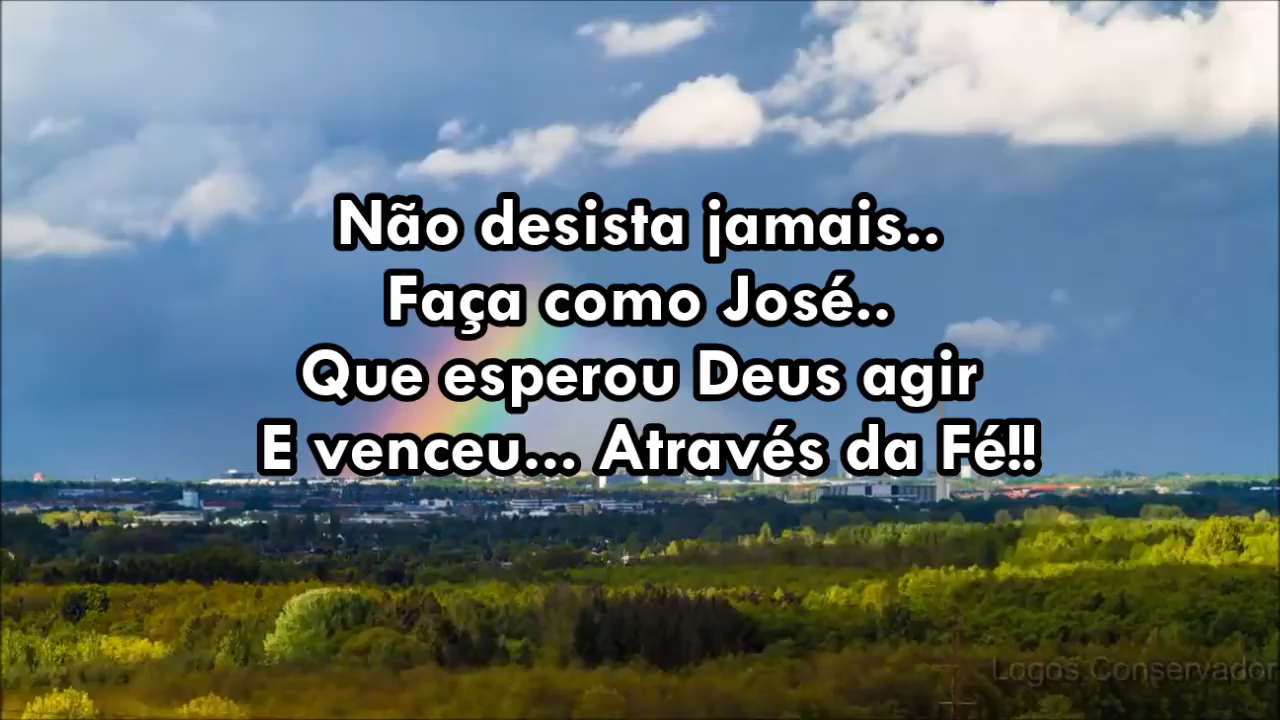 Não desista jamais..
Faça como José..
Que esperou Deus agir
E venceu... Através da Fé!!
Logos Conservador